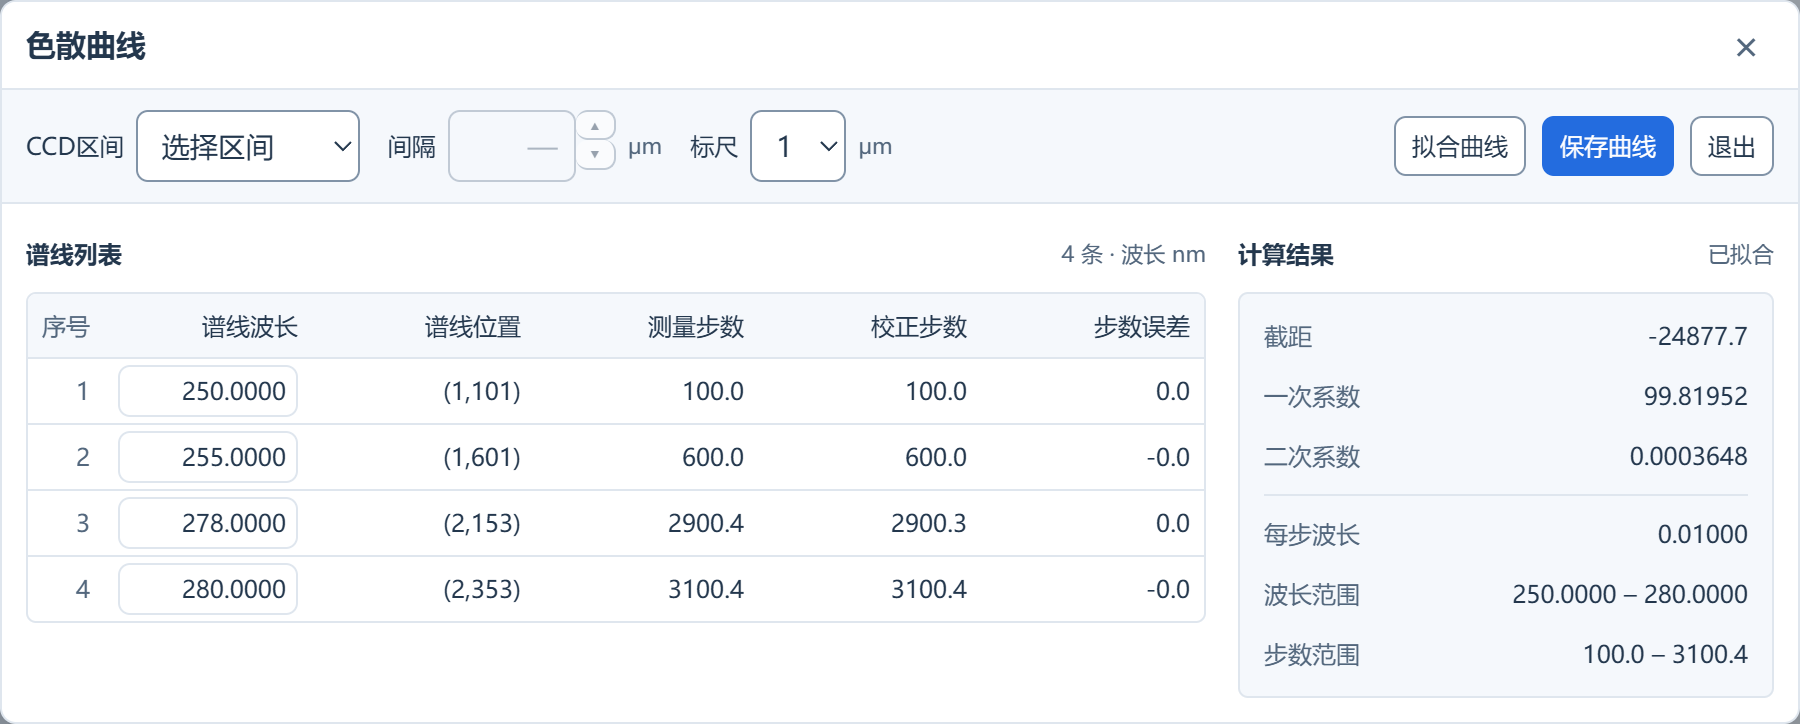 色散曲线
CCD区间 选择区间 间隔 — μm 标尺 1 μm 拟合曲线 保存曲线 退出
谱线列表 4 条 · 波长 nm
序号 谱线波长 谱线位置 测量步数 校正步数 步数误差
1 250.0000 (1,101) 100.0 100.0 0.0
2 255.0000 (1,601) 600.0 600.0 -0.0
3 278.0000 (2,153) 2900.4 2900.3 0.0
4 280.0000 (2,353) 3100.4 3100.4 -0.0
计算结果 已拟合
截距 -24877.7
一次系数 99.81952
二次系数 0.0003648
每步波长 0.01000
波长范围 250.0000 – 280.0000
步数范围 100.0 – 3100.4